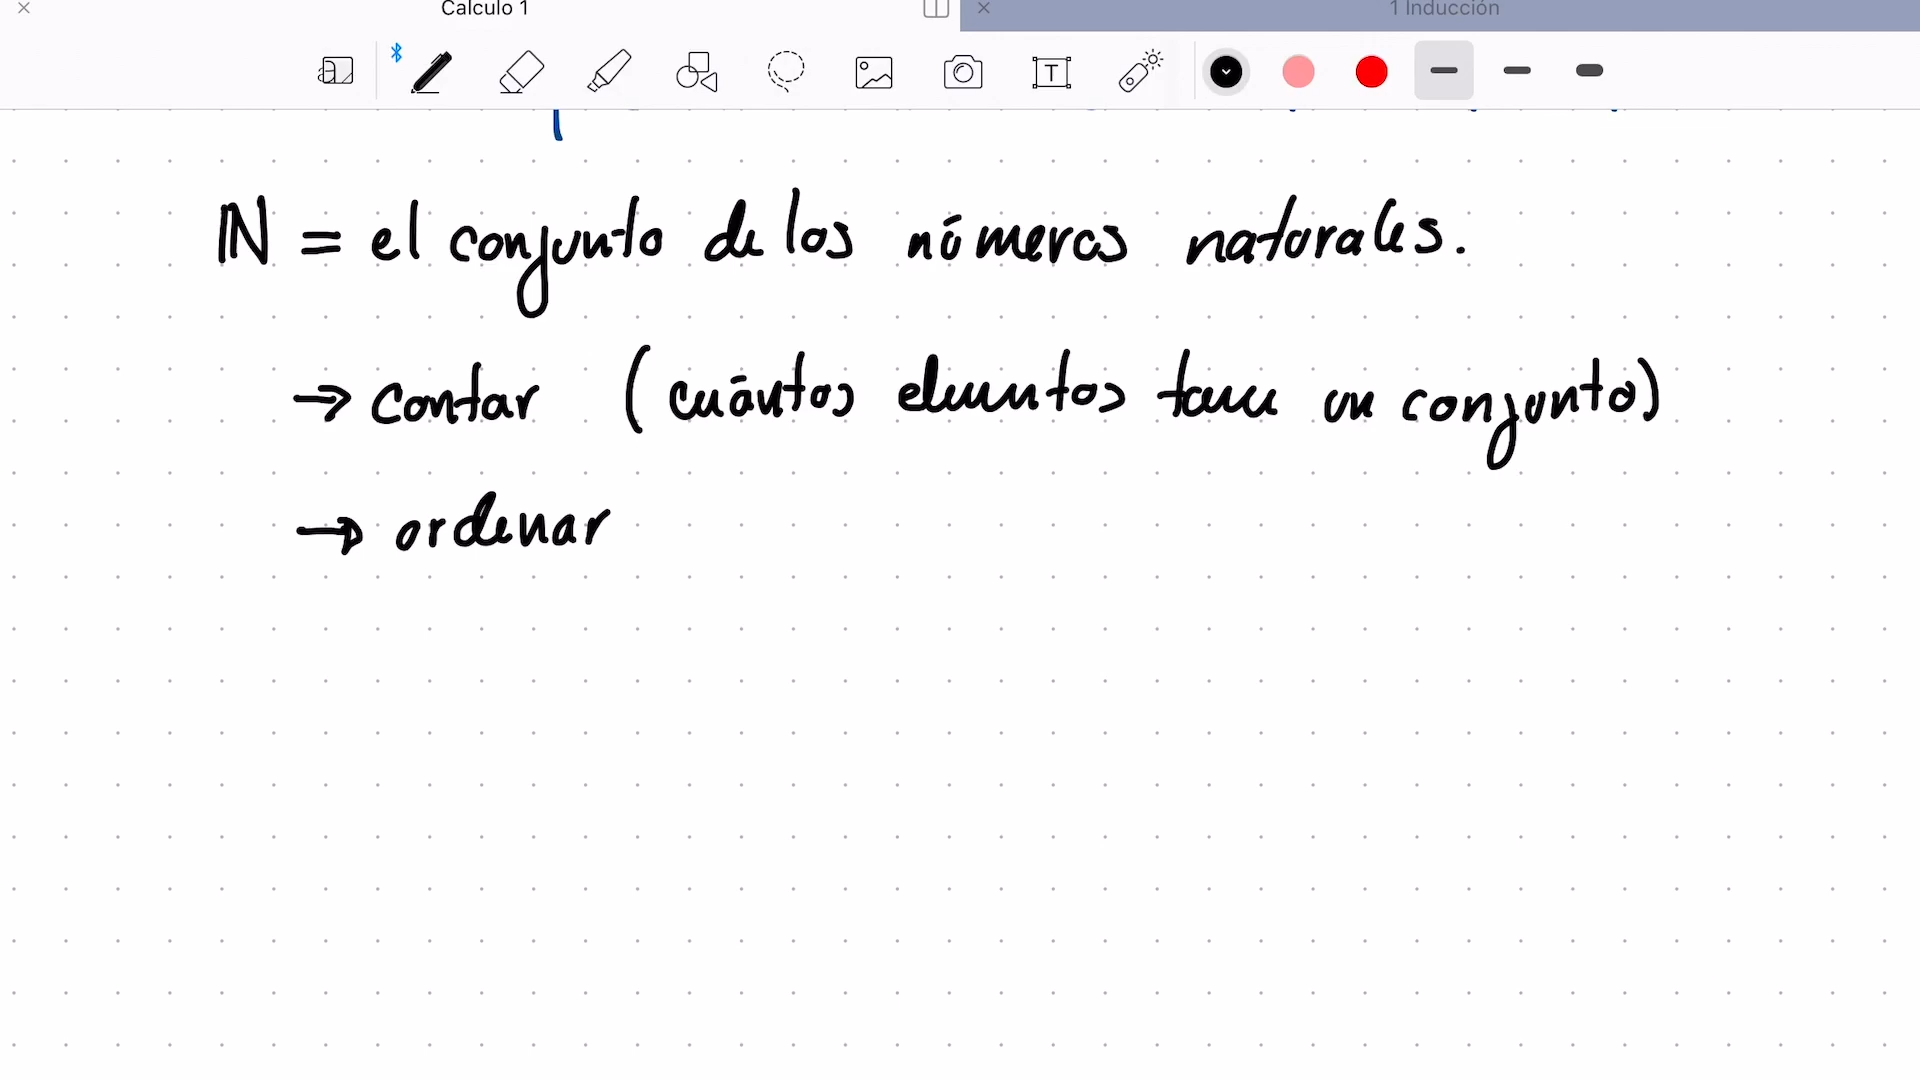 Calculo 1
1 Inducción
ℕ = el conjunto de los números naturales.
→ contar (cuántos elementos tiene un conjunto)
→ ordenar